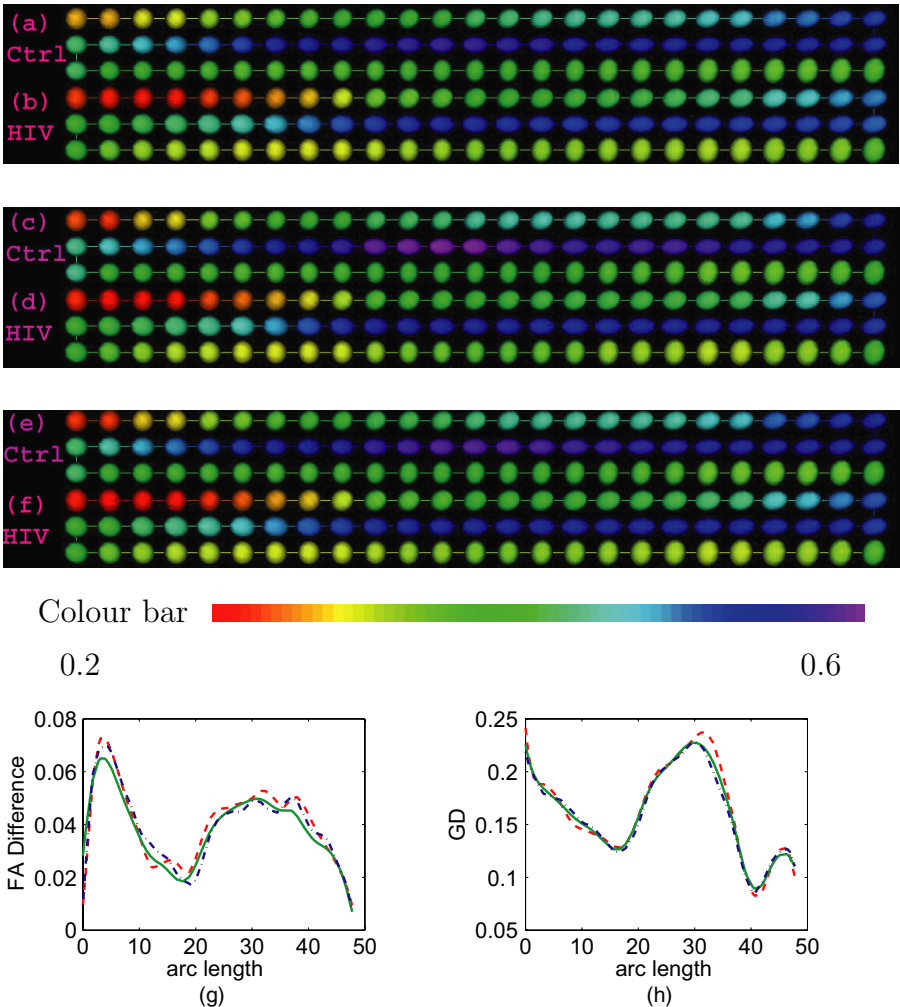 (a)
Ctrl
(b)
HIV
(c)
Ctrl
(d)
HIV
(e)
Ctrl
(f)
HIV
Colour bar
0.2 0.6
0.08
0.06
0.04
0.02
0
FA Difference
0 10 20 30 40 50
arc length
(g)
0.25
0.2
0.15
0.1
0.05
GD
0 10 20 30 40 50
arc length
(h)